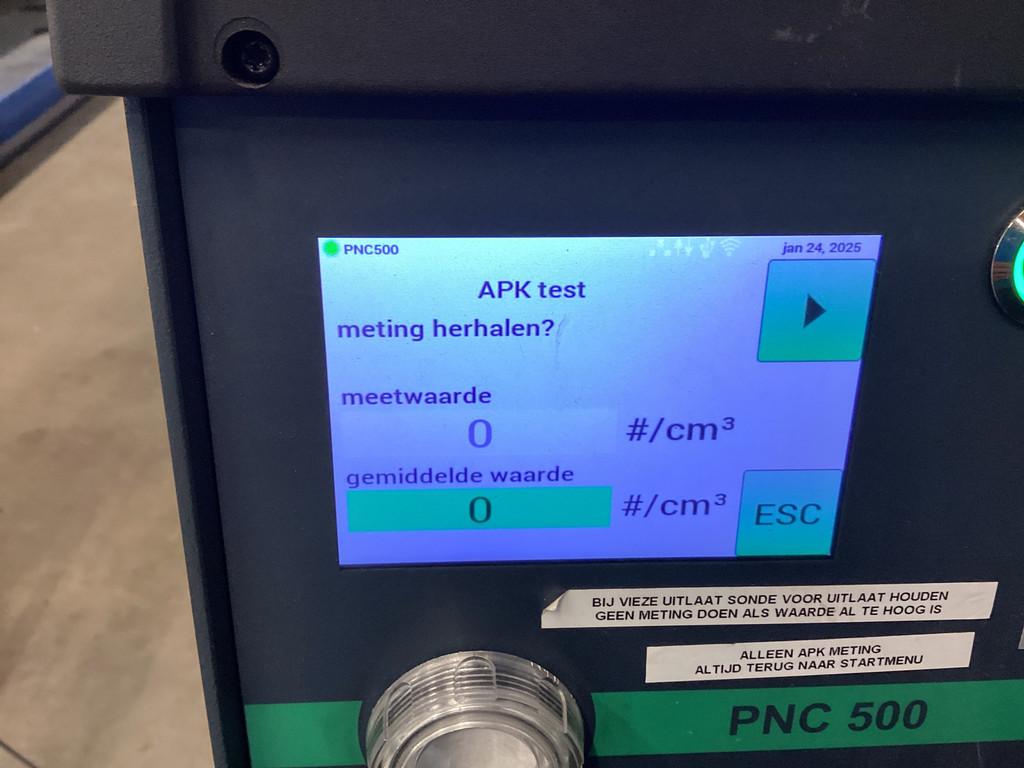 PNC500
jan 24, 2025
APK test
meting herhalen?
meetwaarde
0 #/cm³
gemiddelde waarde
0 #/cm³
ESC
BIJ VIEZE UITLAAT SONDE VOOR UITLAAT HOUDEN
GEEN METING DOEN ALS WAARDE AL TE HOOG IS
ALLEEN APK METING
ALTIJD TERUG NAAR STARTMENU
PNC 500